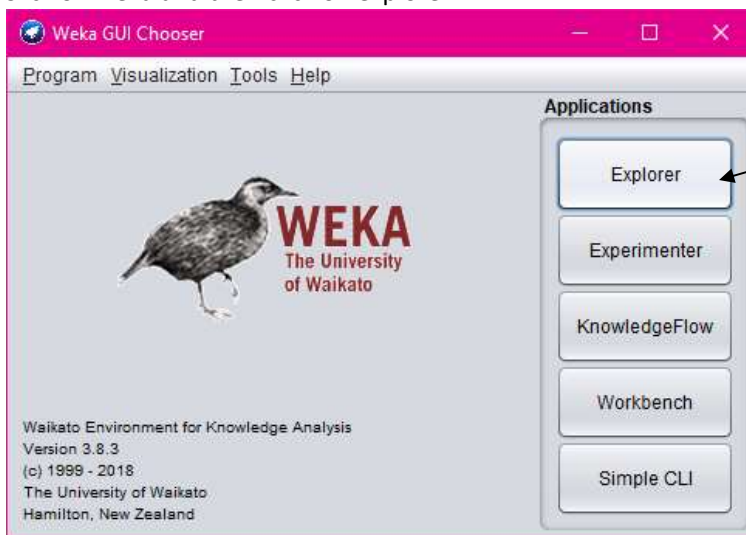 Weka GUI Chooser
Program Visualization Tools Help
Applications
Explorer
Experimenter
KnowledgeFlow
Workbench
Simple CLI
WEKA
The University
of Waikato
Waikato Environment for Knowledge Analysis
Version 3.8.3
(c) 1999 - 2018
The University of Waikato
Hamilton, New Zealand